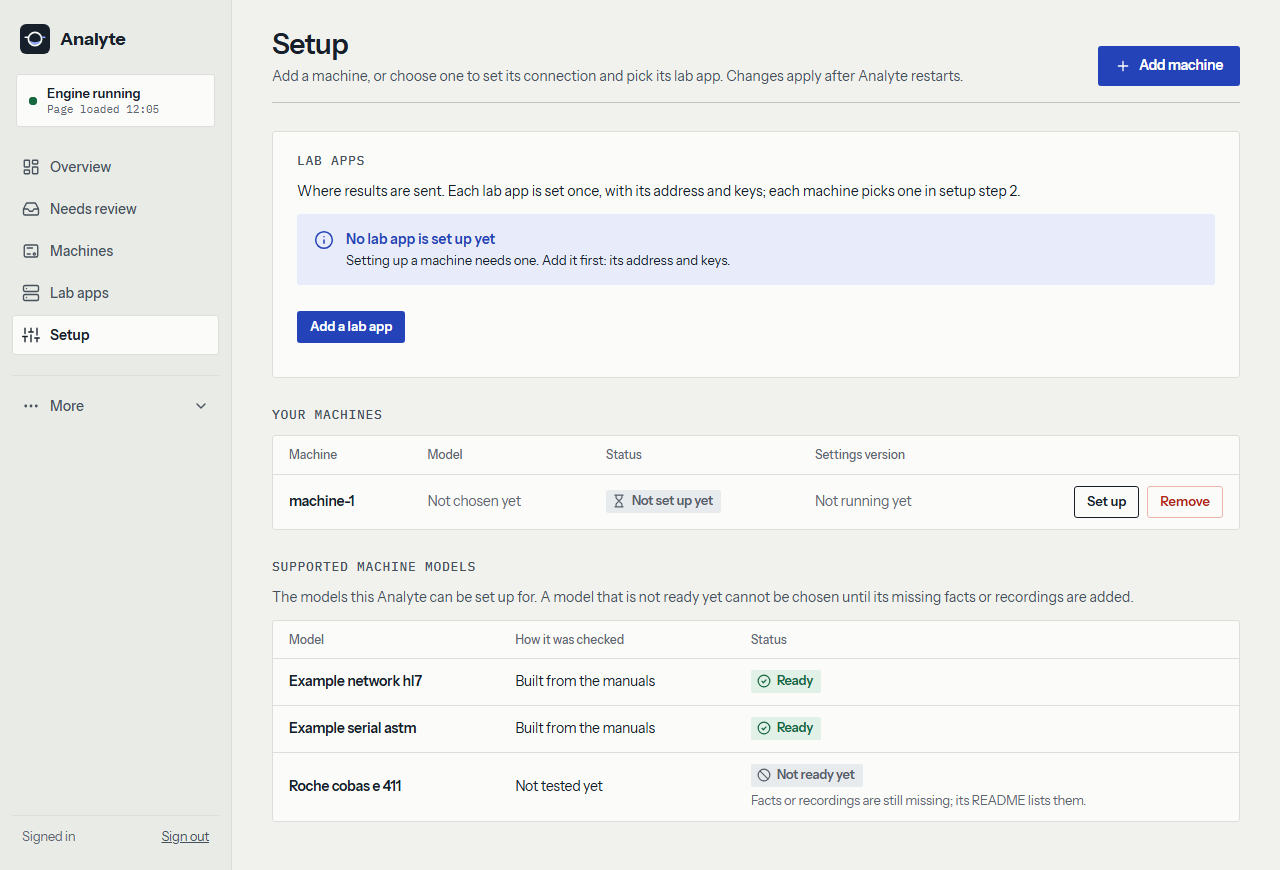 Analyte
Engine running
Page loaded 12:05
Overview
Needs review
Machines
Lab apps
Setup
More
Signed in
Sign out
Setup
Add a machine, or choose one to set its connection and pick its lab app. Changes apply after Analyte restarts.
Add machine
LAB APPS
Where results are sent. Each lab app is set once, with its address and keys; each machine picks one in setup step 2.
No lab app is set up yet
Setting up a machine needs one. Add it first: its address and keys.
Add a lab app
YOUR MACHINES
Machine Model Status Settings version
machine-1 Not chosen yet Not set up yet Not running yet Set up Remove
SUPPORTED MACHINE MODELS
The models this Analyte can be set up for. A model that is not ready yet cannot be chosen until its missing facts or recordings are added.
Model How it was checked Status
Example network hl7 Built from the manuals Ready
Example serial astm Built from the manuals Ready
Roche cobas e 411 Not tested yet Not ready yet
Facts or recordings are still missing; its README lists them.